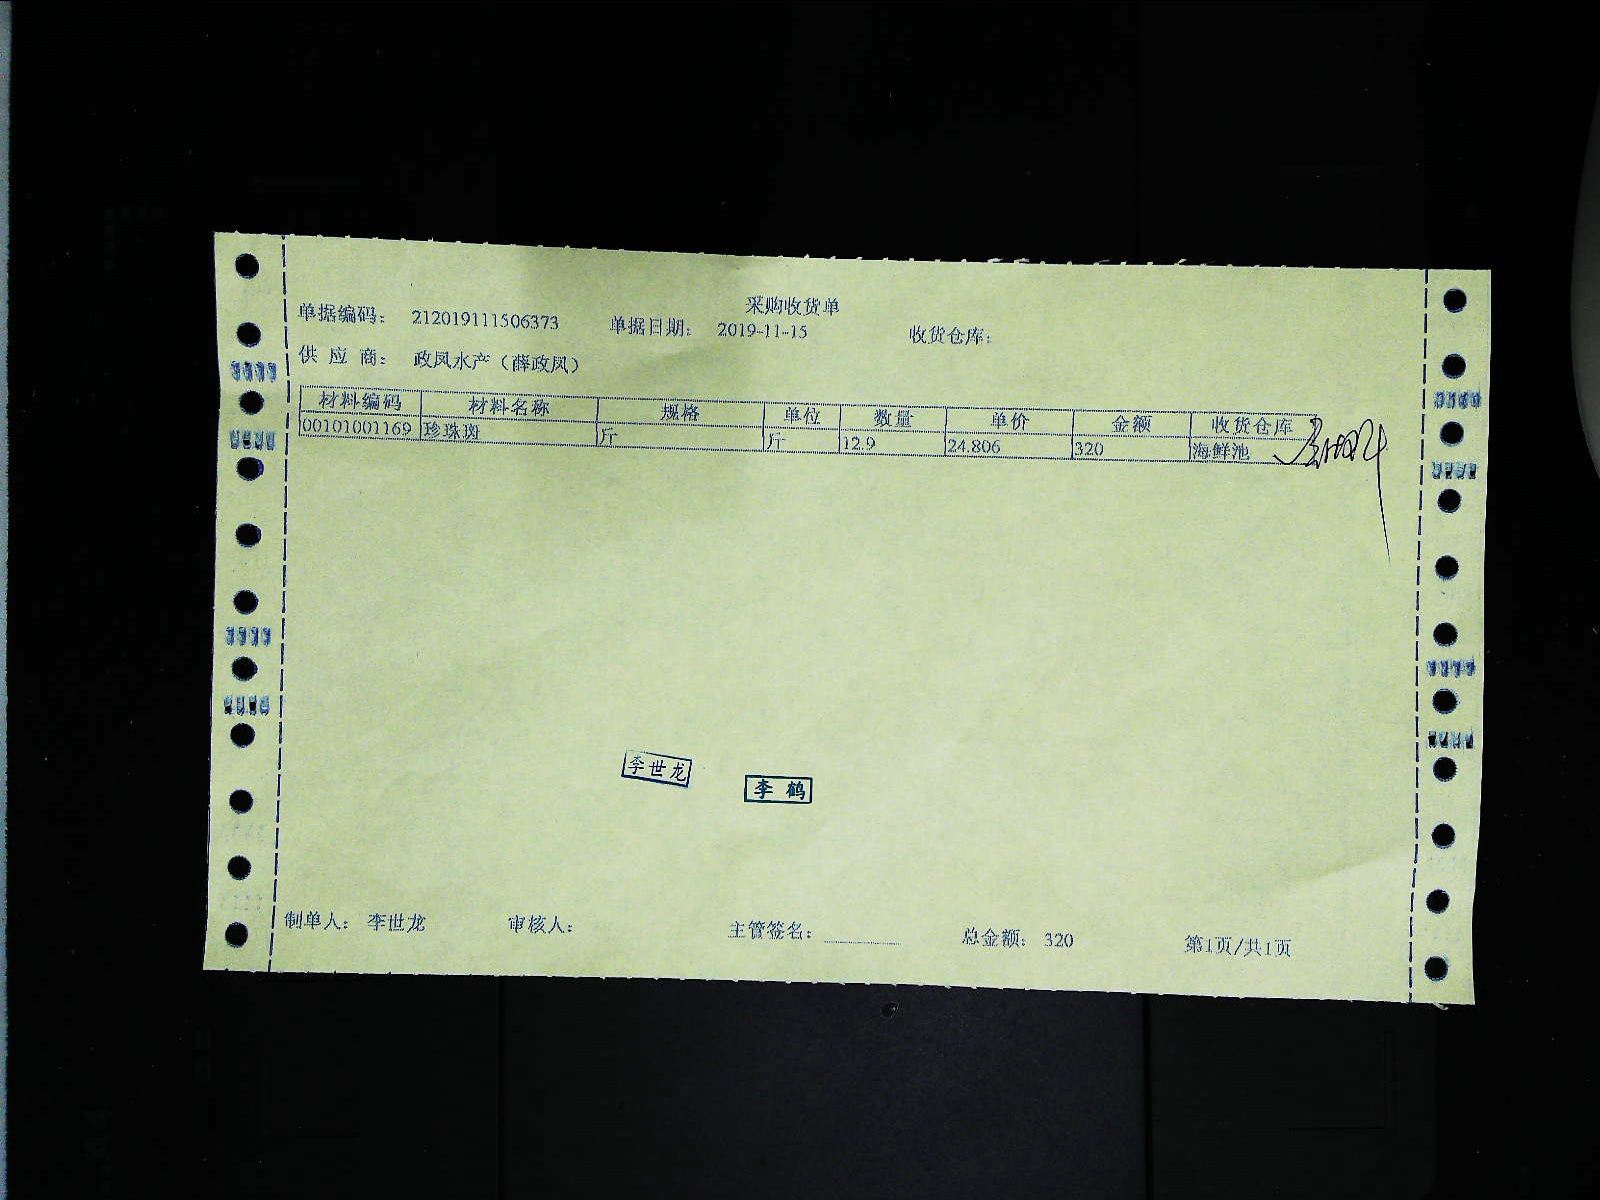 采购收货单
单据编码： 212019111506373 单据日期： 2019-11-15 收货仓库：
供 应 商： 政凤水产（薛政凤）
材料编码 材料名称 规格 单位 数量 单价 金额 收货仓库
00101001169 珍珠斑 斤 斤 12.9 24.806 320 海鲜池
李世龙
李 鹤
制单人： 李世龙 审核人： 主管签名： 总金额： 320 第1页/共1页